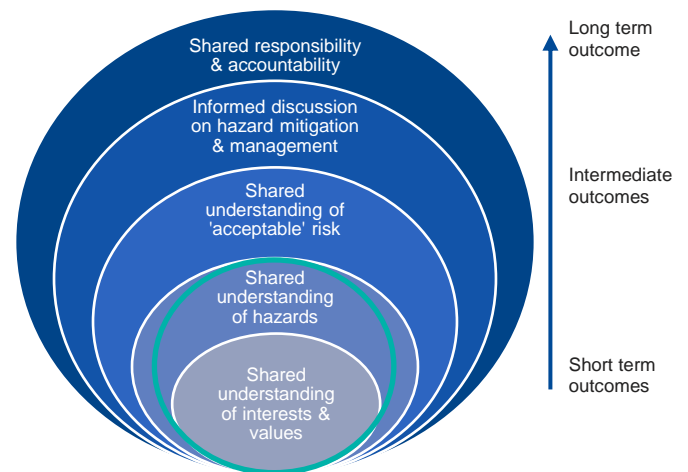 Shared responsibility
& accountability
Informed discussion
on hazard mitigation
& management
Shared
understanding of
'acceptable' risk
Shared
understanding
of hazards
Shared
understanding
of interests &
values
Long term
outcome
Intermediate
outcomes
Short term
outcomes